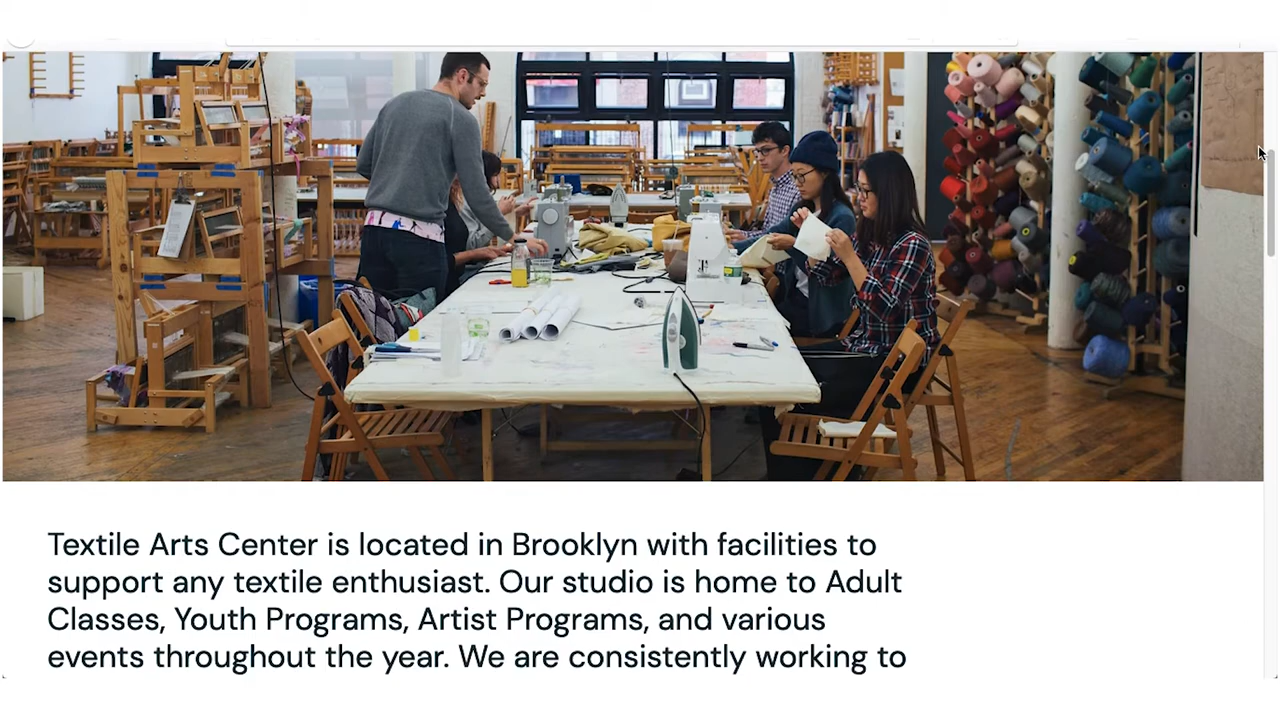 Textile Arts Center is located in Brooklyn with facilities to
support any textile enthusiast. Our studio is home to Adult
Classes, Youth Programs, Artist Programs, and various
events throughout the year. We are consistently working to